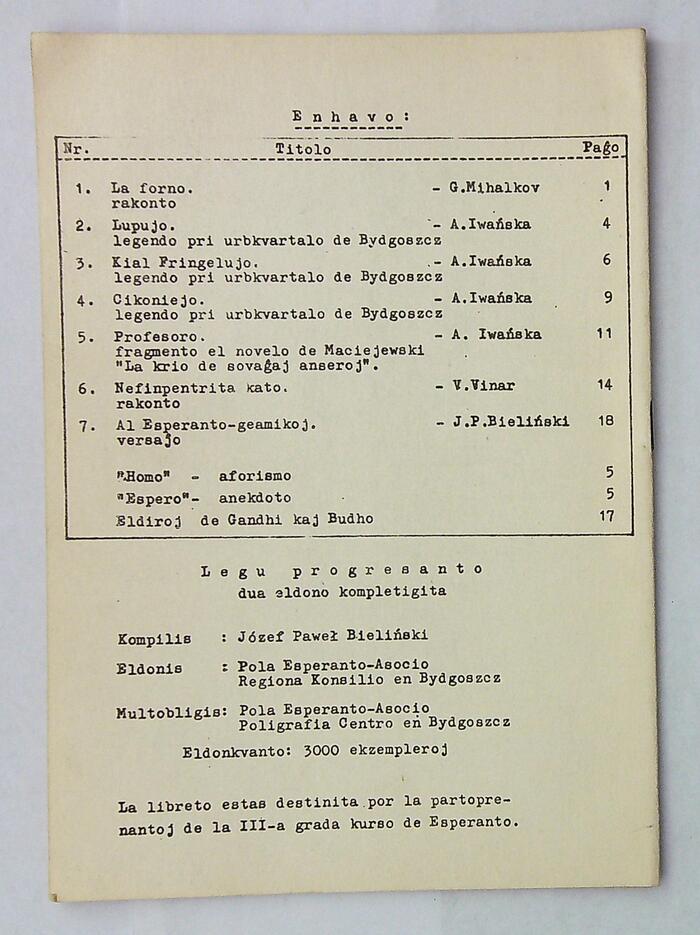 Enhavo:
Nr. Titolo Paĝo
1. La forno. - G.Mihalkov 1
rakonto
2. Lupujo. - A.Iwańska 4
legendo pri urbkvartalo de Bydgoszcz
3. Kial Fringelujo. - A.Iwańska 6
legendo pri urbkvartalo de Bydgoszcz
4. Cikoniejo. - A.Iwańska 9
legendo pri urbkvartalo de Bydgoszcz
5. Profesoro. - A. Iwańska 11
fragmento el novelo de Maciejewski
"La krio de sovaĝaj anseroj".
6. Nefinpentrita kato. - V.Vinar 14
rakonto
7. Al Esperanto-geamikoj. - J.P.Bieliński 18
versaĵo
"Homo" - aforismo 5
"Espero"- anekdoto 5
Eldiroj de Gandhi kaj Budho 17
Legu progresanto
dua eldono kompletigita
Kompilis : Józef Paweł Bieliński
Eldonis : Pola Esperanto-Asocio
Regiona Konsilio en Bydgoszcz
Multobligis: Pola Esperanto-Asocio
Poligrafia Centro en Bydgoszcz
Eldonkvanto: 3000 ekzempleroj
La libreto estas destinita por la partopre-
nantoj de la III-a grada kurso de Esperanto.